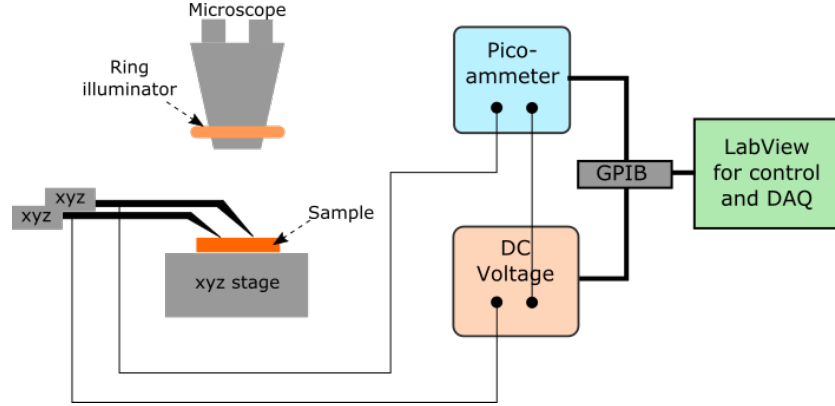 Microscope
Ring
illuminator
Pico-
ammeter
GPIB
LabView
for control
and DAQ
xyz
xyz
Sample
xyz stage
DC
Voltage